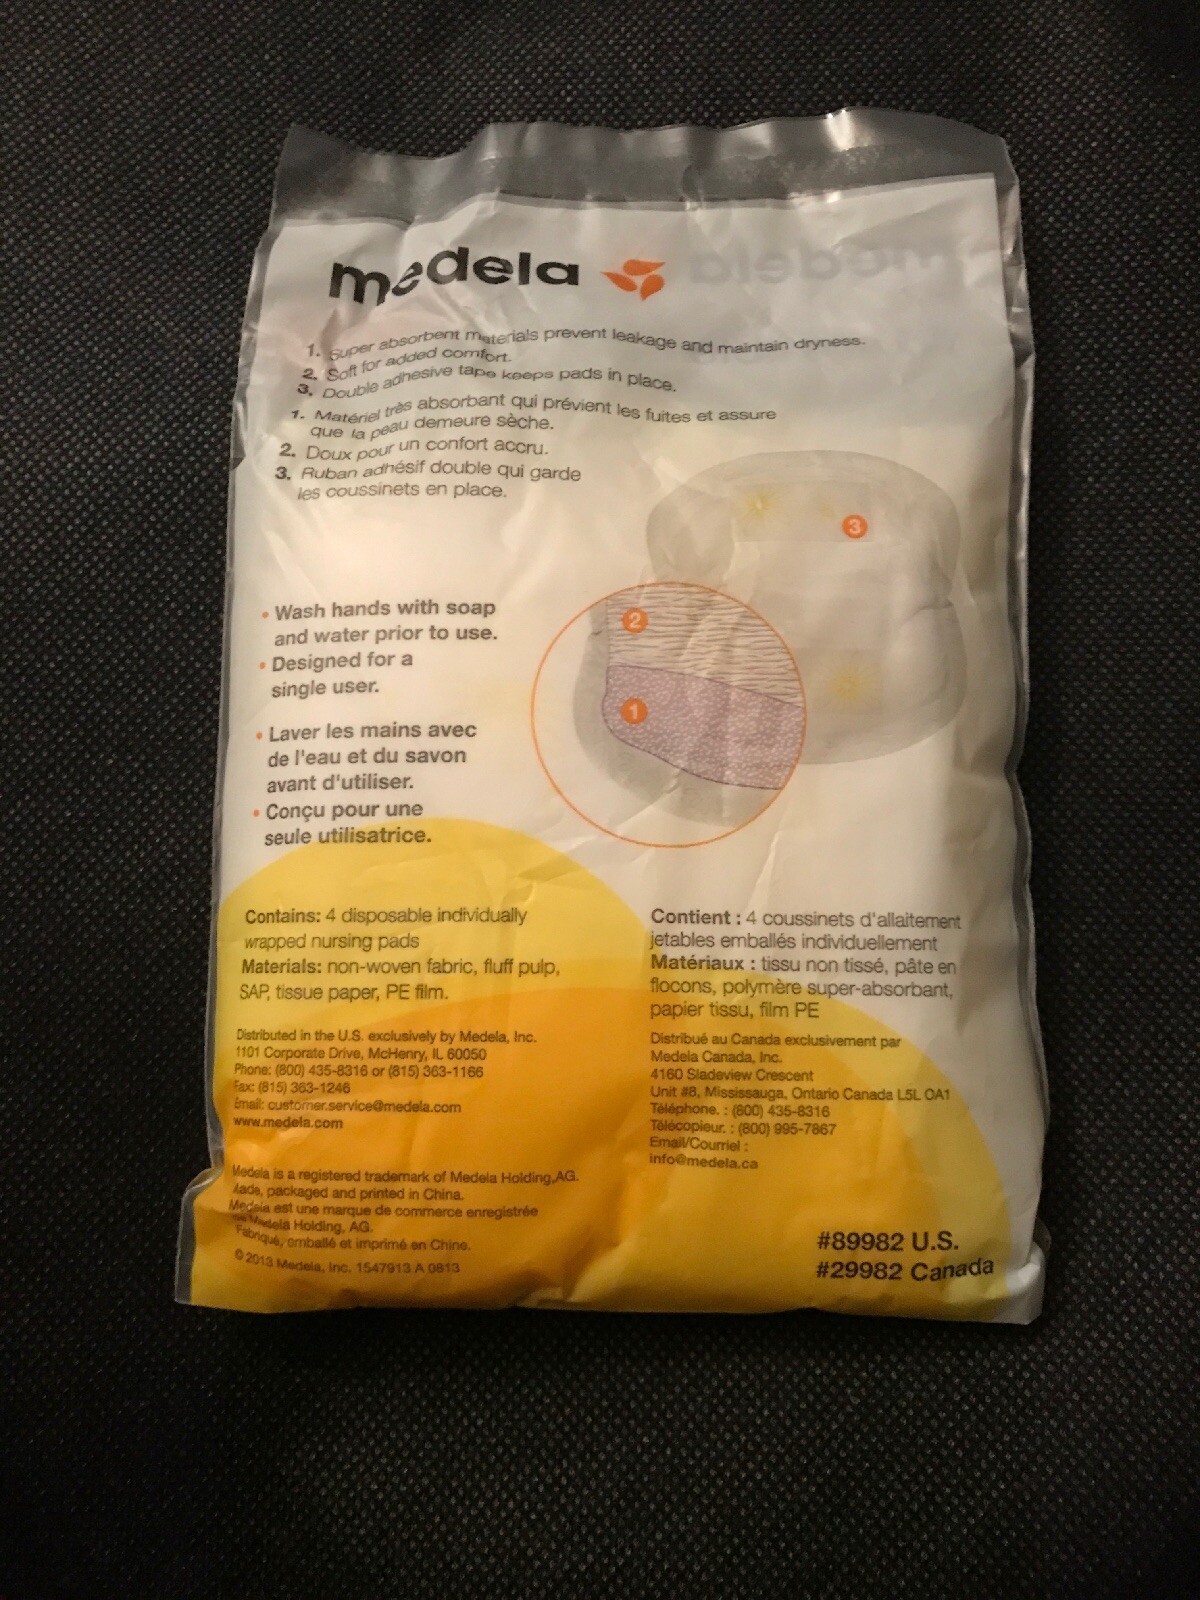 medela
medela
1. Super absorbent materials prevent leakage and maintain dryness.
2. Soft for added comfort.
3. Double adhesive tape keeps pads in place.
1. Matériel très absorbant qui prévient les fuites et assure
que la peau demeure sèche.
2. Doux pour un confort accru.
3. Ruban adhésif double qui garde
les coussinets en place.
3
2
1
• Wash hands with soap
and water prior to use.
• Designed for a
single user.
• Laver les mains avec
de l'eau et du savon
avant d'utiliser.
• Conçu pour une
seule utilisatrice.
Contains: 4 disposable individually
wrapped nursing pads
Materials: non-woven fabric, fluff pulp,
SAP, tissue paper, PE film.
Distributed in the U.S. exclusively by Medela, Inc.
1101 Corporate Drive, McHenry, IL 60050
Phone: (800) 435-8316 or (815) 363-1166
Fax: (815) 363-1246
Email: customer.service@medela.com
www.medela.com
Medela is a registered trademark of Medela Holding,AG.
Made, packaged and printed in China.
Medela est une marque de commerce enregistrée
de Medela Holding, AG.
Fabriqué, emballé et imprimé en Chine.
© 2013 Medela, Inc. 1547913 A 0813
Contient : 4 coussinets d'allaitement
jetables emballés individuellement
Matériaux : tissu non tissé, pâte en
flocons, polymère super-absorbant,
papier tissu, film PE
Distribué au Canada exclusivement par
Medela Canada, Inc.
4160 Sladeview Crescent
Unit #8, Mississauga, Ontario Canada L5L OA1
Téléphone. : (800) 435-8316
Télécopieur. : (800) 995-7867
Email/Courriel :
info@medela.ca
#89982 U.S.
#29982 Canada